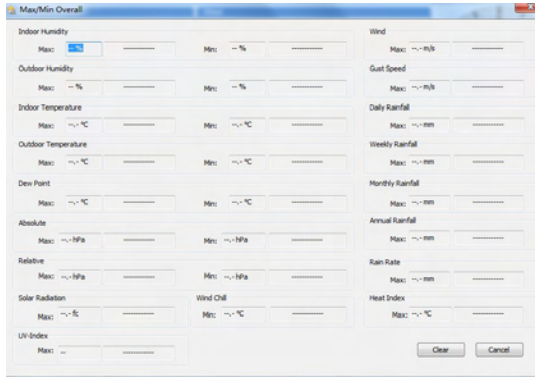 Max/Min Overall
Indoor Humidity
Max: -- % ------------ Min: -- % ------------
Wind
Max: --.- m/s ------------
Outdoor Humidity
Max: -- % ------------ Min: -- % ------------
Gust Speed
Max: --.- m/s ------------
Indoor Temperature
Max: --.- °C ------------ Min: --.- °C ------------
Daily Rainfall
Max: --.- mm ------------
Outdoor Temperature
Max: --.- °C ------------ Min: --.- °C ------------
Weekly Rainfall
Max: --.- mm ------------
Dew Point
Max: --.- °C ------------ Min: --.- °C ------------
Monthly Rainfall
Max: --.- mm ------------
Absolute
Max: --.- hPa ------------ Min: --.- hPa ------------
Annual Rainfall
Max: --.- mm ------------
Relative
Max: --.- hPa ------------ Min: --.- hPa ------------
Rain Rate
Max: --.- mm ------------
Solar Radiation
Max: --.- fc ------------
Wind Chill
Min: --.- °C ------------
Heat Index
Max: --.- °C ------------
UV-Index
Max: -- ------------
Clear Cancel